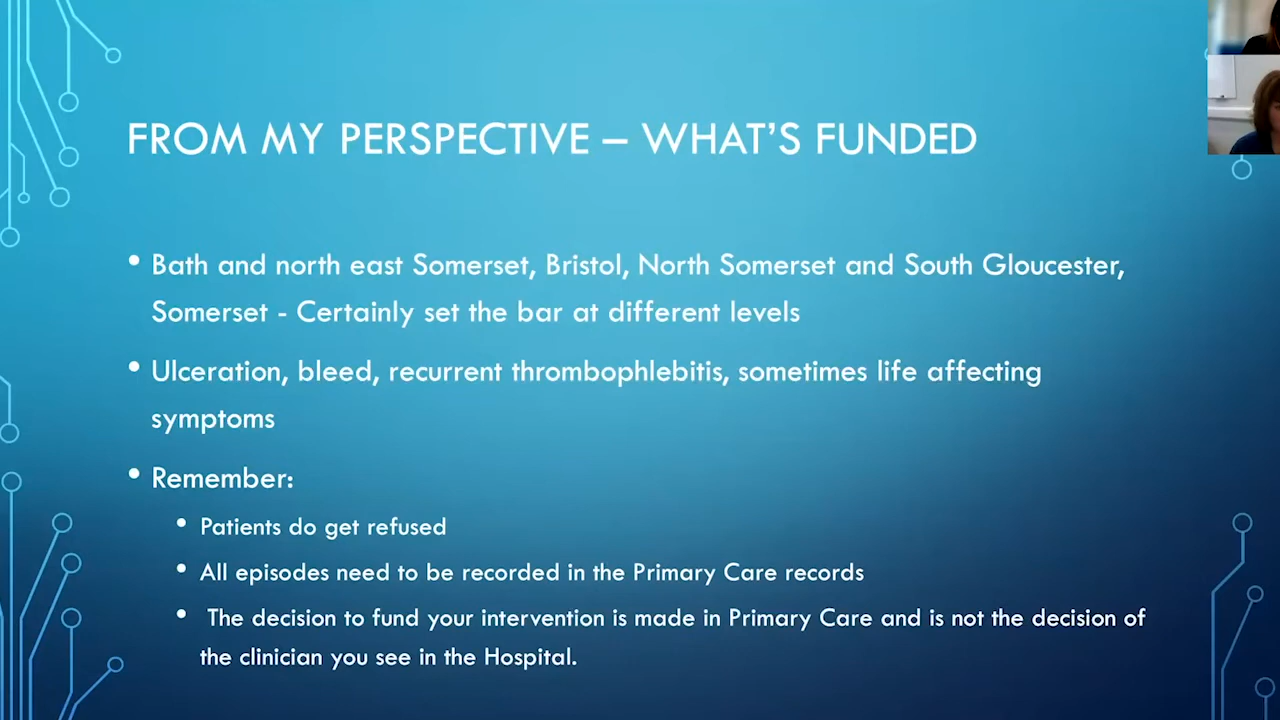 FROM MY PERSPECTIVE – WHAT'S FUNDED
• Bath and north east Somerset, Bristol, North Somerset and South Gloucester,
Somerset - Certainly set the bar at different levels
• Ulceration, bleed, recurrent thrombophlebitis, sometimes life affecting
symptoms
• Remember:
• Patients do get refused
• All episodes need to be recorded in the Primary Care records
• The decision to fund your intervention is made in Primary Care and is not the decision of
the clinician you see in the Hospital.